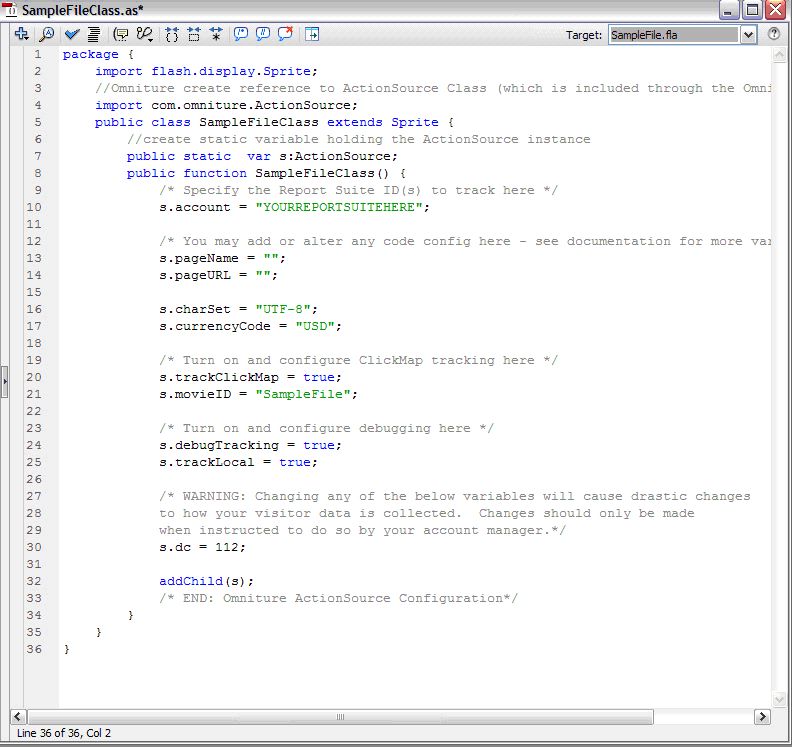 SampleFileClass.as*
Target: SampleFile.fla
1 package {
2 import flash.display.Sprite;
3 //Omniture create reference to ActionSource Class (which is included through the
4 import com.omniture.ActionSource;
5 public class SampleFileClass extends Sprite {
6 //create static variable holding the ActionSource instance
7 public static  var s:ActionSource;
8 public function SampleFileClass() {
9 /* Specify the Report Suite ID(s) to track here */
10 s.account = "YOURREPORTSUITEHERE";
11
12 /* You may add or alter any code config here - see documentation for more
13 s.pageName = "";
14 s.pageURL = "";
15
16 s.charSet = "UTF-8";
17 s.currencyCode = "USD";
18
19 /* Turn on and configure ClickMap tracking here */
20 s.trackClickMap = true;
21 s.movieID = "SampleFile";
22
23 /* Turn on and configure debugging here */
24 s.debugTracking = true;
25 s.trackLocal = true;
26
27 /* WARNING: Changing any of the below variables will cause drastic changes
28 to how your visitor data is collected.  Changes should only be made
29 when instructed to do so by your account manager.*/
30 s.dc = 112;
31
32 addChild(s);
33 /* END: Omniture ActionSource Configuration*/
34 }
35 }
36 }
Line 36 of 36, Col 2